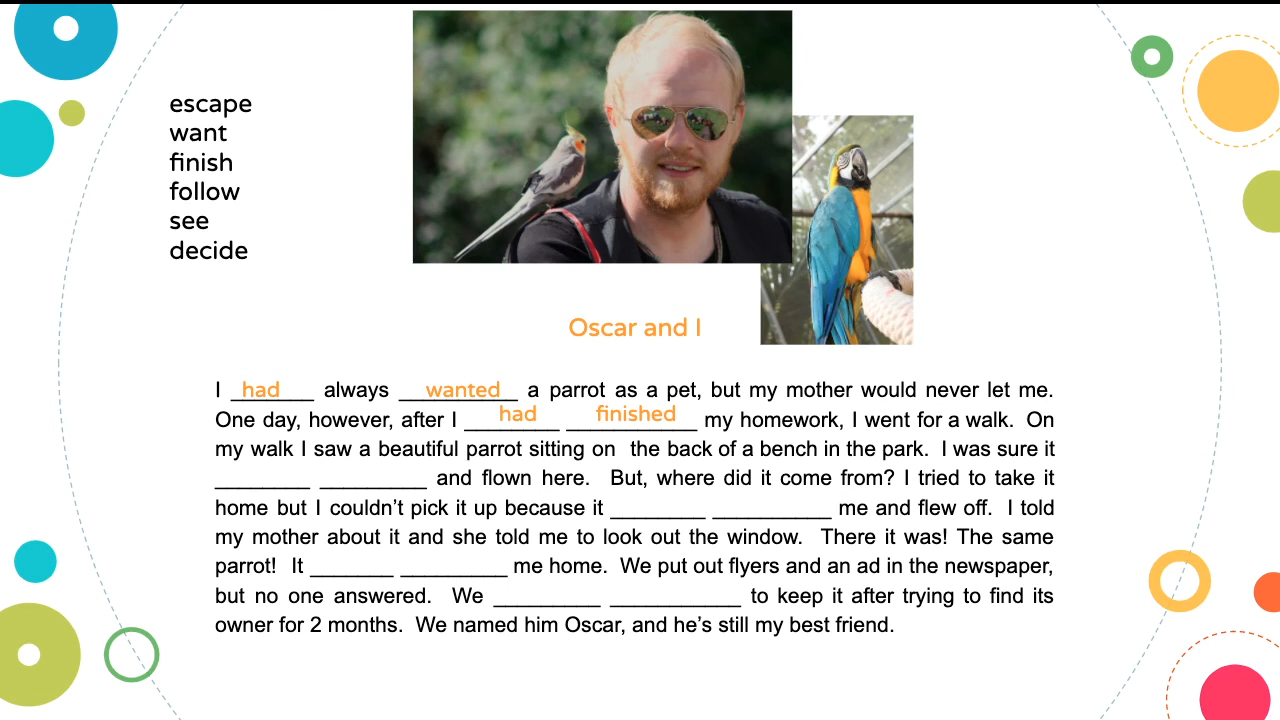 escape
want
finish
follow
see
decide
Oscar and I
I had always wanted a parrot as a pet, but my mother would never let me.
One day, however, after I had finished my homework, I went for a walk. On
my walk I saw a beautiful parrot sitting on the back of a bench in the park. I was sure it
________ _________ and flown here. But, where did it come from? I tried to take it
home but I couldn't pick it up because it ________ __________ me and flew off. I told
my mother about it and she told me to look out the window. There it was! The same
parrot! It _______ _________ me home. We put out flyers and an ad in the newspaper,
but no one answered. We _________ ___________ to keep it after trying to find its
owner for 2 months. We named him Oscar, and he's still my best friend.